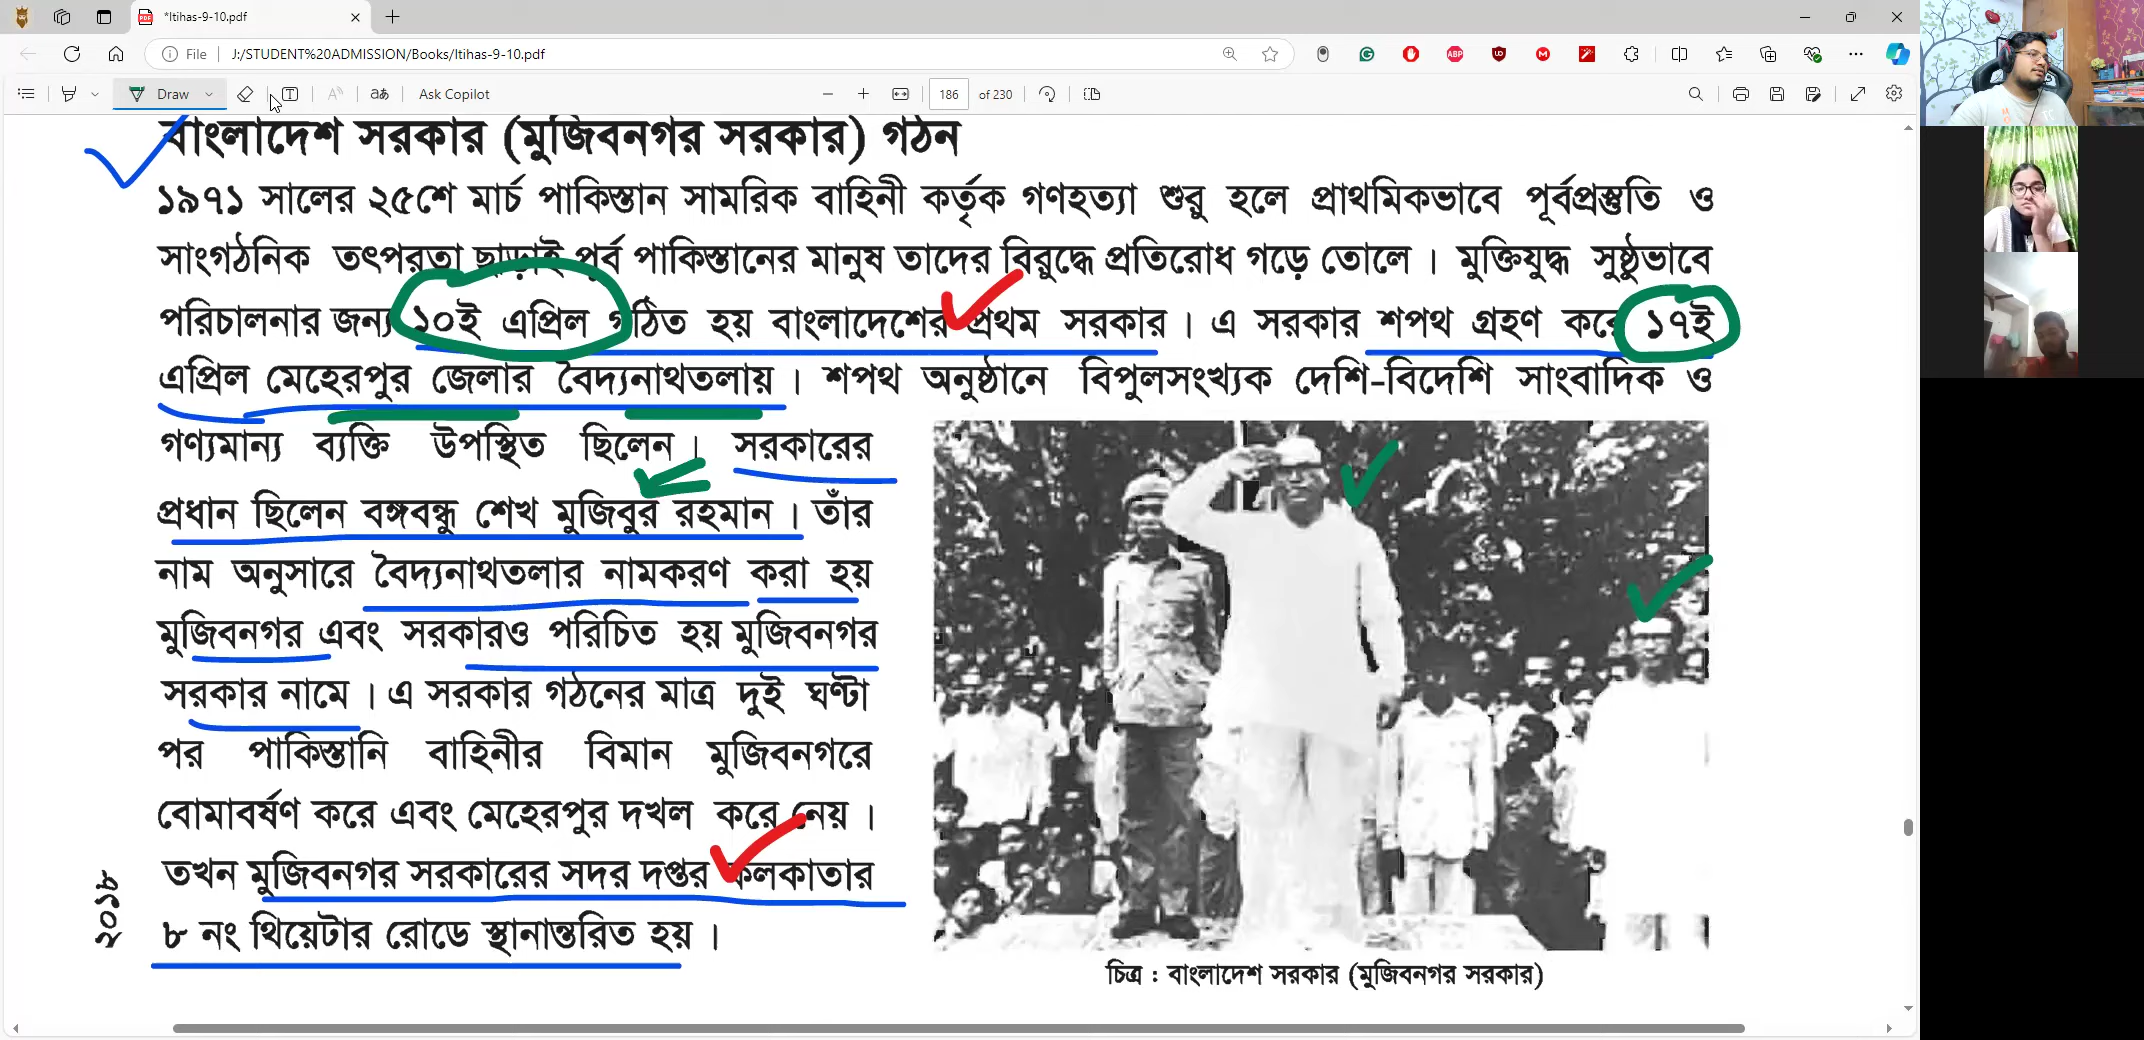 *Itihas-9-10.pdf
File
J:/STUDENT%20ADMISSION/Books/Itihas-9-10.pdf
Draw
Ask Copilot
186
of 230
বাংলাদেশ সরকার (মুজিবনগর সরকার) গঠন
১৯৭১ সালের ২৫শে মার্চ পাকিস্তান সামরিক বাহিনী কর্তৃক গণহত্যা শুরু হলে প্রাথমিকভাবে পূর্বপ্রস্তুতি ও
সাংগঠনিক তৎপরতা ছাড়াই পূর্ব পাকিস্তানের মানুষ তাদের বিরুদ্ধে প্রতিরোধ গড়ে তোলে। মুক্তিযুদ্ধ সুষ্ঠুভাবে
পরিচালনার জন্য ১০ই এপ্রিল গঠিত হয় বাংলাদেশের প্রথম সরকার। এ সরকার শপথ গ্রহণ করে ১৭ই
এপ্রিল মেহেরপুর জেলার বৈদ্যনাথতলায়। শপথ অনুষ্ঠানে বিপুলসংখ্যক দেশি-বিদেশি সাংবাদিক ও
গণ্যমান্য ব্যক্তি উপস্থিত ছিলেন। সরকারের
প্রধান ছিলেন বঙ্গবন্ধু শেখ মুজিবুর রহমান। তাঁর
নাম অনুসারে বৈদ্যনাথতলার নামকরণ করা হয়
মুজিবনগর এবং সরকারও পরিচিত হয় মুজিবনগর
সরকার নামে। এ সরকার গঠনের মাত্র দুই ঘণ্টা
পর পাকিস্তানি বাহিনীর বিমান মুজিবনগরে
বোমাবর্ষণ করে এবং মেহেরপুর দখল করে নেয়।
তখন মুজিবনগর সরকারের সদর দপ্তর কলকাতার
৮ নং থিয়েটার রোডে স্থানান্তরিত হয়।
২০১৮
চিত্র : বাংলাদেশ সরকার (মুজিবনগর সরকার)